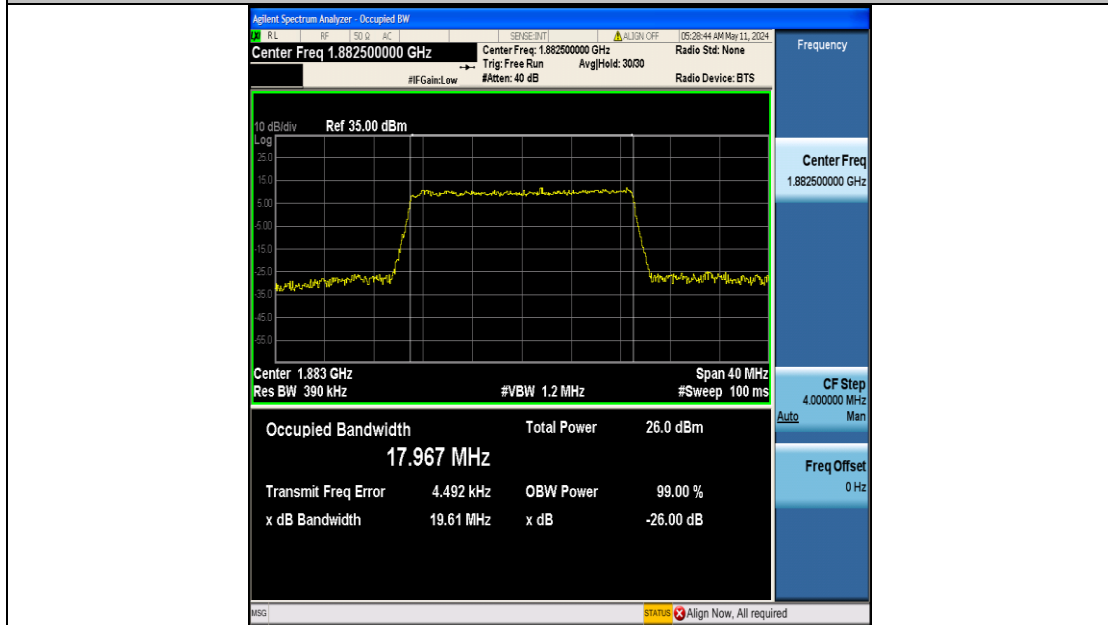 Agilent Spectrum Analyzer - Occupied BW
RL RF 50 Ω AC SENSE:INT ALIGN OFF 05:28:44 AM May 11, 2024
Center Freq 1.882500000 GHz
Center Freq: 1.882500000 GHz
Radio Std: None
Trig: Free Run Avg|Hold: 30/30
#IFGain:Low
#Atten: 40 dB
Radio Device: BTS
Frequency
10 dB/div Ref 35.00 dBm
Log
25.0
15.0
5.00
-5.00
-15.0
-25.0
-35.0
-45.0
-55.0
Center 1.883 GHz Span 40 MHz
Res BW 390 kHz #VBW 1.2 MHz #Sweep 100 ms
Center Freq
1.882500000 GHz
CF Step
4.000000 MHz
Auto Man
Freq Offset
0 Hz
Occupied Bandwidth Total Power 26.0 dBm
17.967 MHz
Transmit Freq Error 4.492 kHz OBW Power 99.00 %
x dB Bandwidth 19.61 MHz x dB -26.00 dB
MSG STATUS Align Now, All required